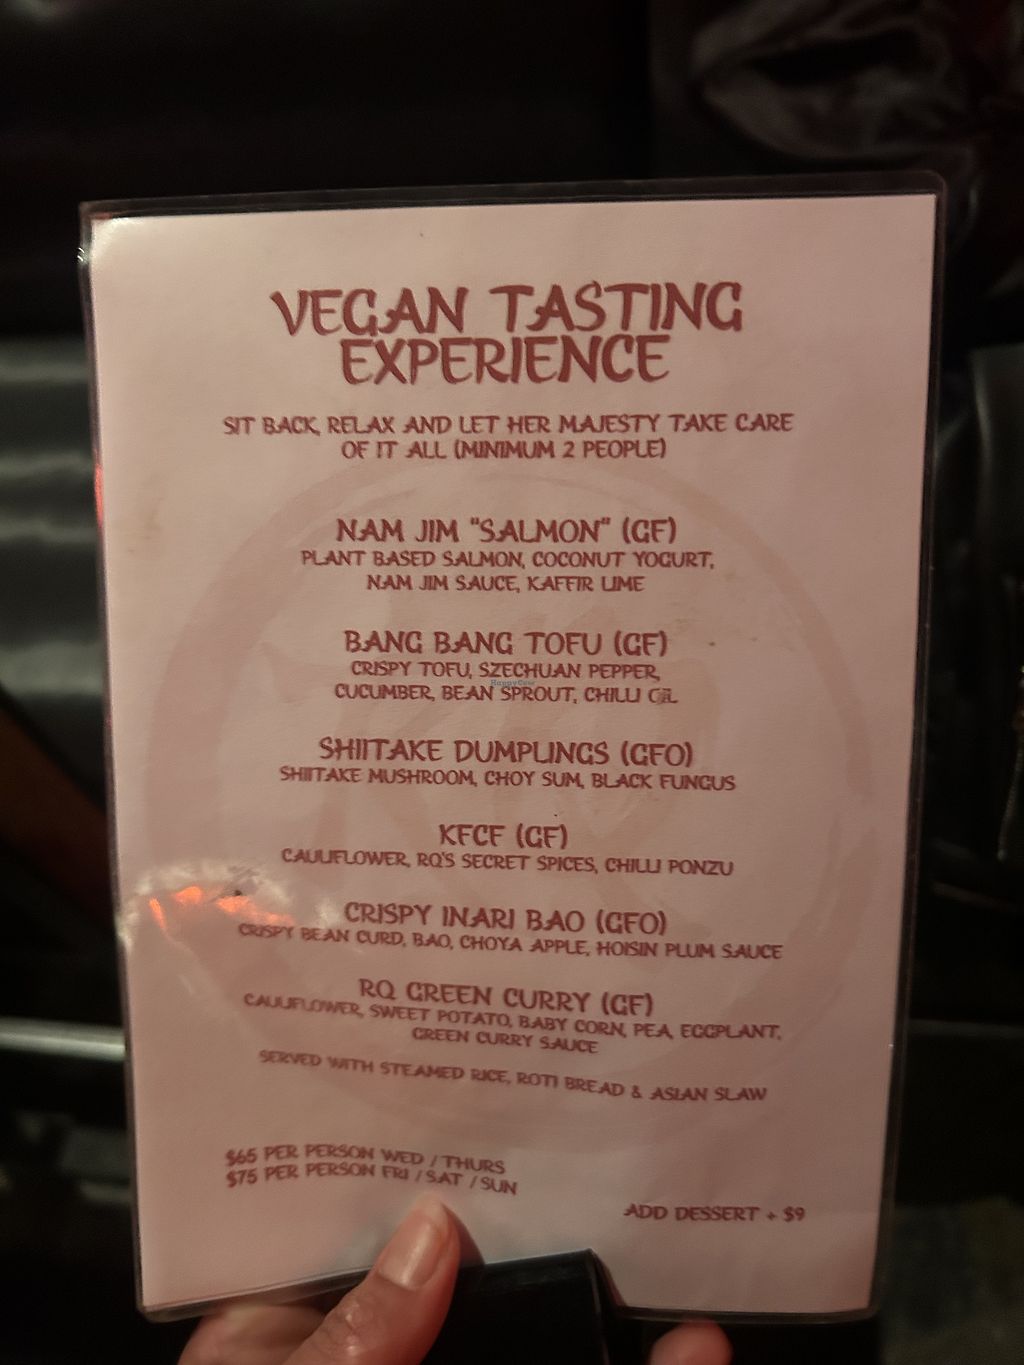 VEGAN TASTING
EXPERIENCE
SIT BACK, RELAX AND LET HER MAJESTY TAKE CARE
OF IT ALL (MINIMUM 2 PEOPLE)
NAM JIM "SALMON" (GF)
PLANT BASED SALMON, COCONUT YOGURT,
NAM JIM SAUCE, KAFFIR LIME
BANG BANG TOFU (GF)
CRISPY TOFU, SZECHUAN PEPPER,
HappyCow
CUCUMBER, BEAN SPROUT, CHILLI OIL
SHIITAKE DUMPLINGS (GFO)
SHIITAKE MUSHROOM, CHOY SUM, BLACK FUNGUS
KFCF (GF)
CAULIFLOWER, RQ'S SECRET SPICES, CHILLI PONZU
CRISPY INARI BAO (GFO)
CRISPY BEAN CURD, BAO, CHOYA APPLE, HOISIN PLUM SAUCE
RQ GREEN CURRY (GF)
CAULIFLOWER, SWEET POTATO, BABY CORN, PEA, EGGPLANT,
GREEN CURRY SAUCE
SERVED WITH STEAMED RICE, ROTI BREAD & ASIAN SLAW
$65 PER PERSON WED / THURS
$75 PER PERSON FRI / SAT / SUN
ADD DESSERT + $9